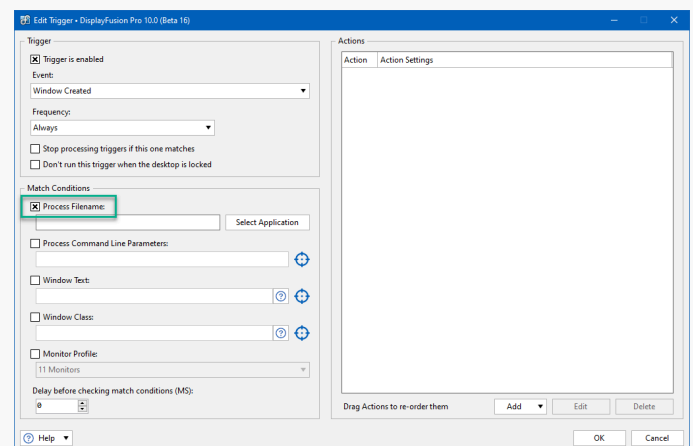 Edit Trigger • DisplayFusion Pro 10.0 (Beta 16)
Trigger
Trigger is enabled
Event:
Window Created
Frequency:
Always
Stop processing triggers if this one matches
Don't run this trigger when the desktop is locked
Match Conditions
Process Filename:
Select Application
Process Command Line Parameters:
Window Text:
Window Class:
Monitor Profile:
11 Monitors
Delay before checking match conditions (MS):
0
Help
Actions
Action Action Settings
Drag Actions to re-order them Add Edit Delete
OK Cancel